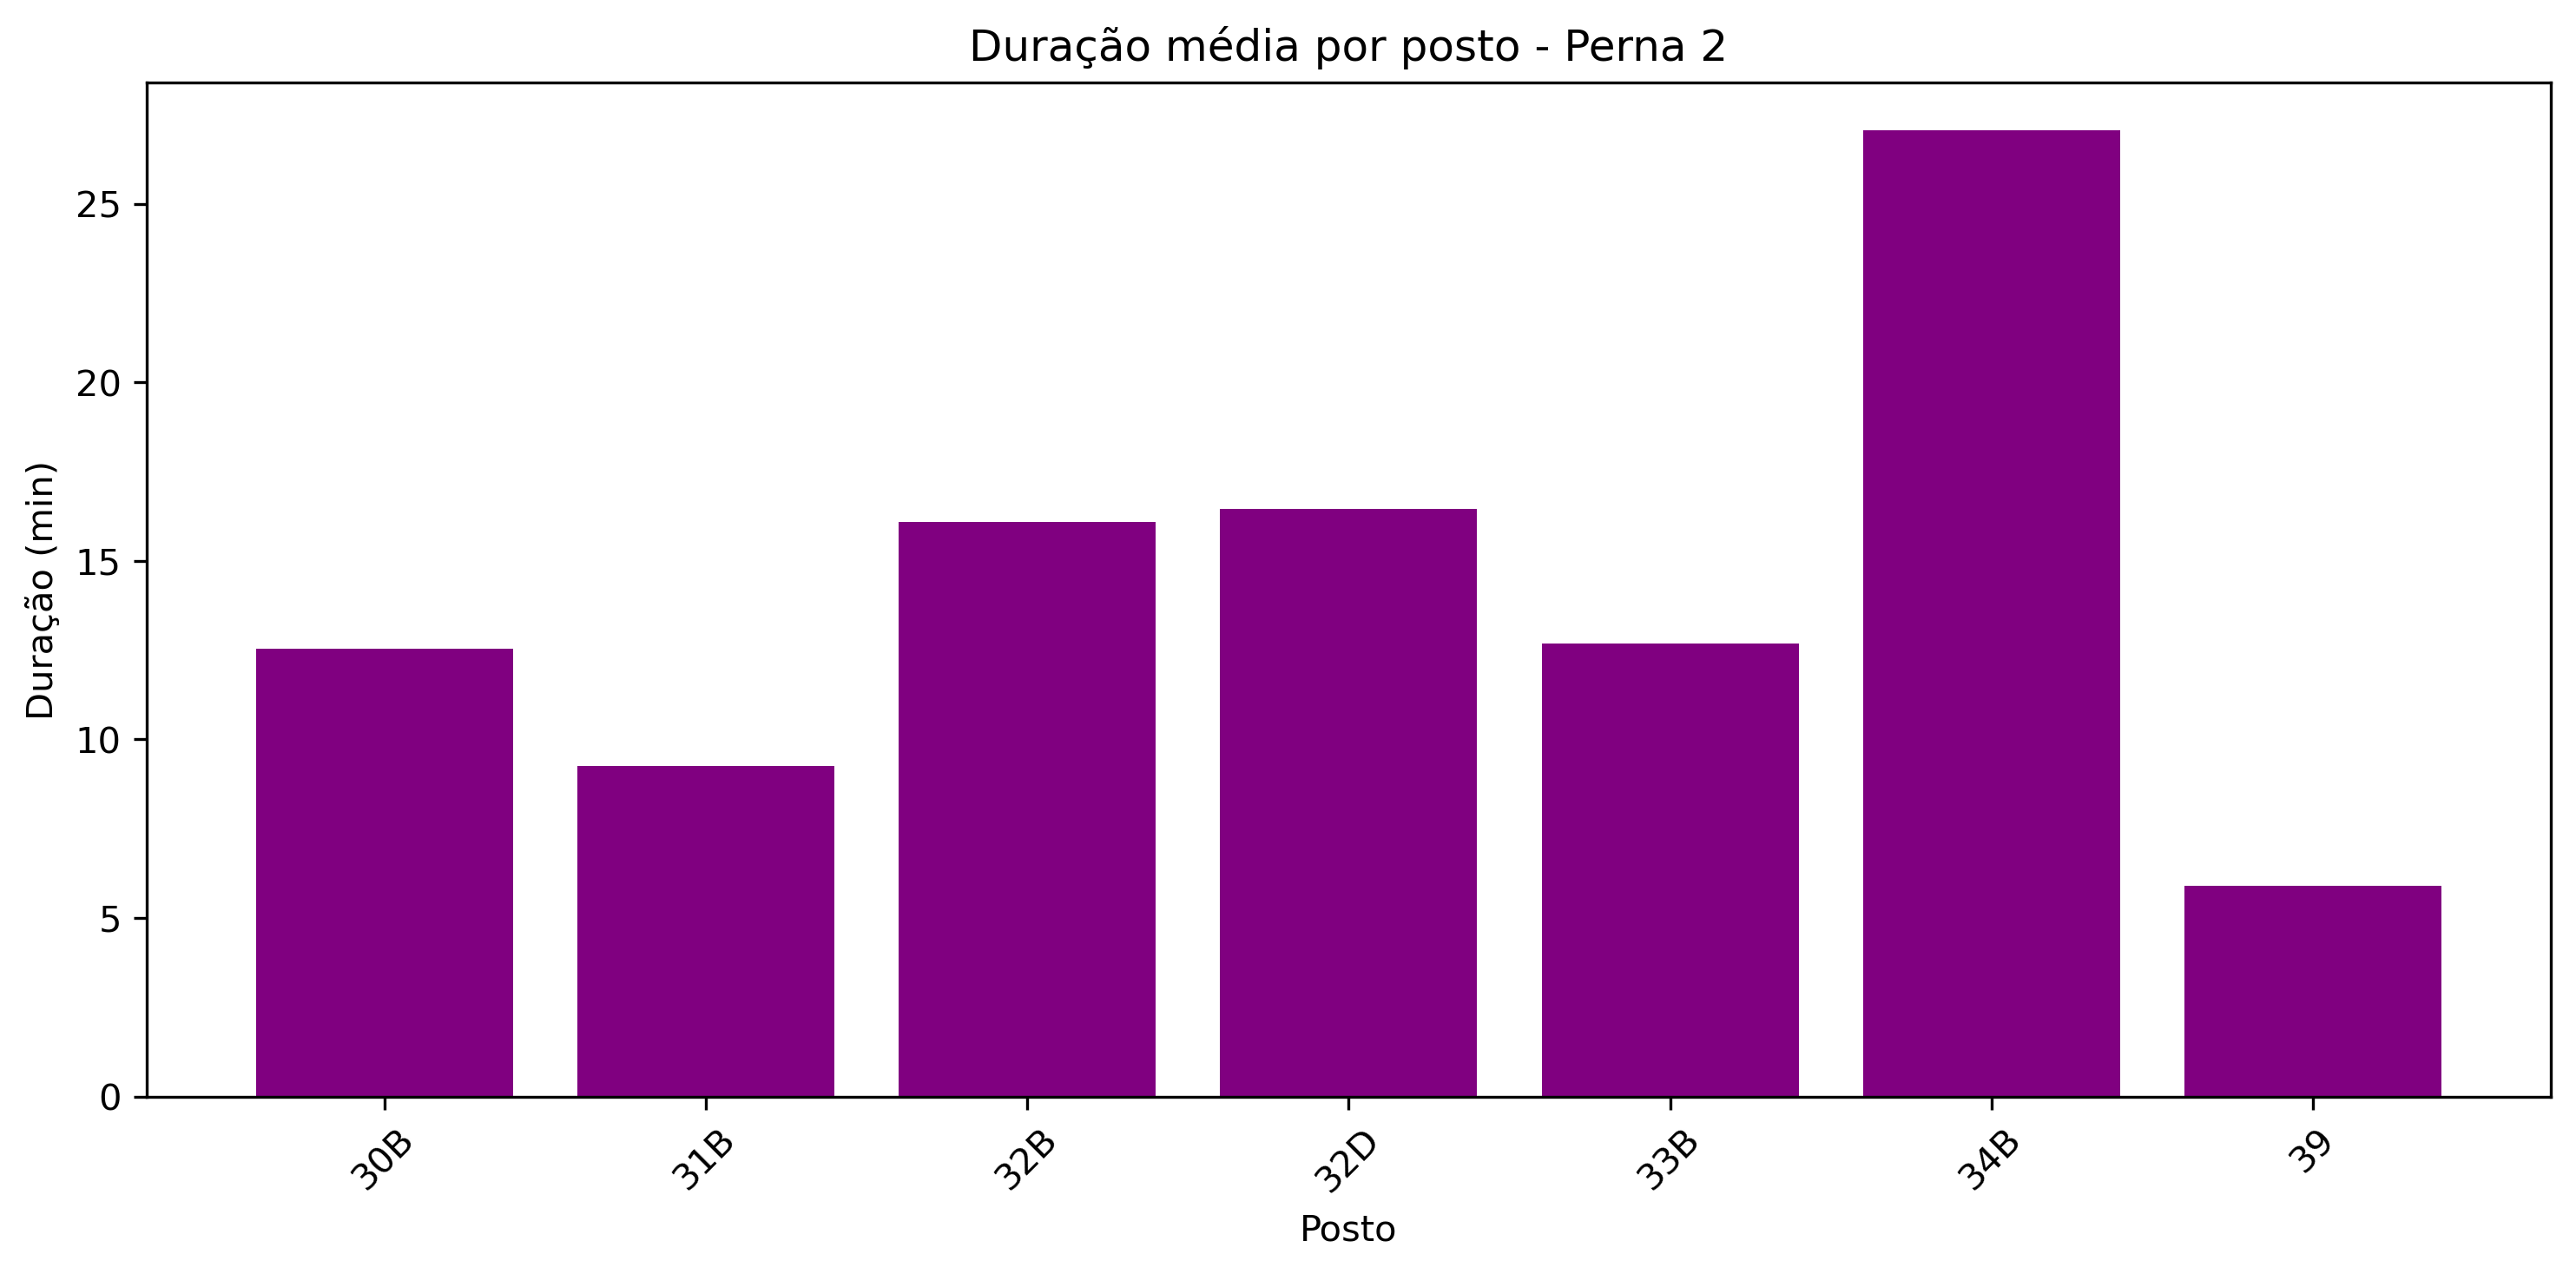 Duração média por posto - Perna 2
Duração (min)
25
20
15
10
5
0
30B
31B
32B
32D
33B
34B
39
Posto